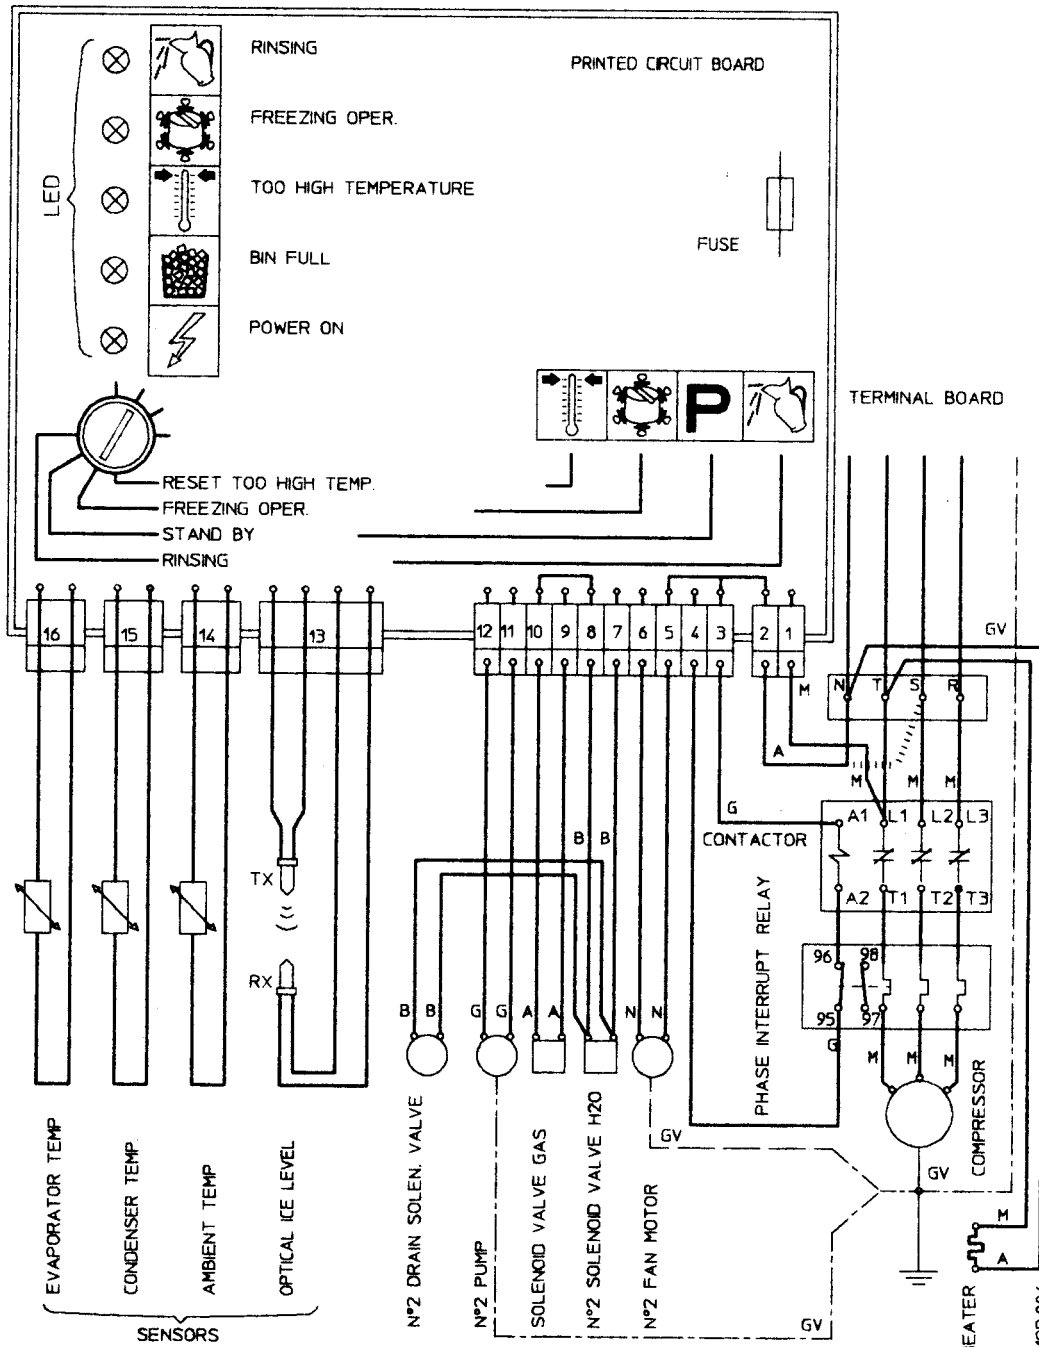 RINSING
PRINTED CIRCUIT BOARD
FREEZING OPER.
LED
TOO HIGH TEMPERATURE
FUSE
BIN FULL
POWER ON
P
TERMINAL BOARD
RESET TOO HIGH TEMP.
FREEZING OPER.
STAND BY
RINSING
16 15 14 13 12 11 10 9 8 7 6 5 4 3 2 1
GV
M
N T S R
A
M M M
G
A1 L1 L2 L3
CONTACTOR
B B
TX
A2 T1 T2 T3
PHASE INTERRUPT RELAY
96 98
RX
95 97
B B G G A A N N
G
M M M
COMPRESSOR
GV
GV
EVAPORATOR TEMP
CONDENSER TEMP.
AMBIENT TEMP
OPTICAL ICE LEVEL
N°2 DRAIN SOLEN. VALVE
N°2 PUMP
SOLENOID VALVE GAS
N°2 SOLENOID VALVE H2O
N°2 FAN MOTOR
M
A
GV
EATER
SENSORS